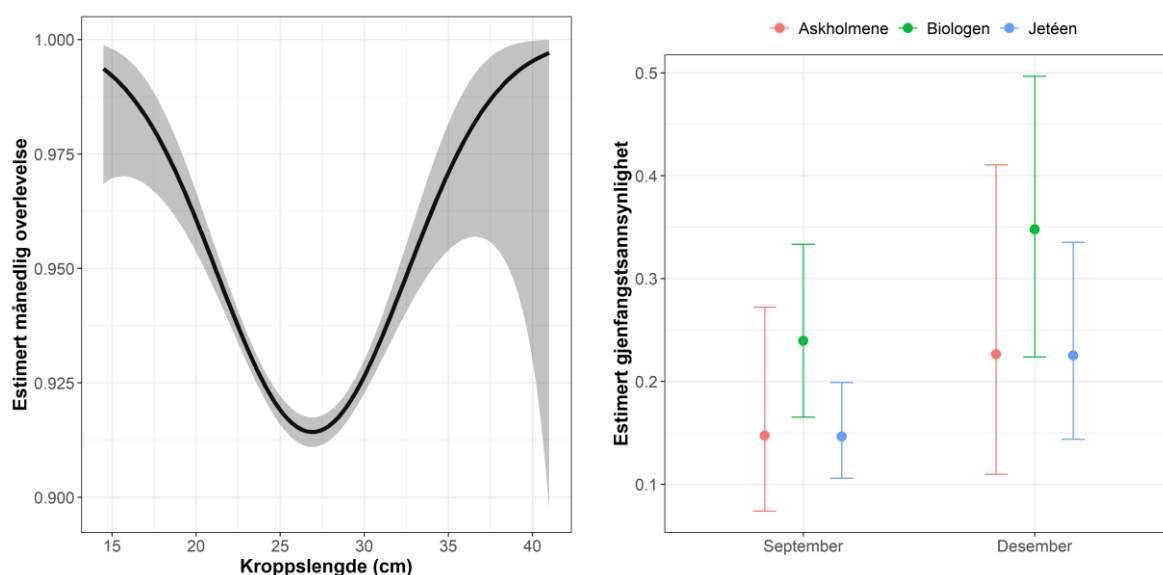 Estimert månedlig overlevelse
1.000
0.975
0.950
0.925
0.900
15 20 25 30 35 40
Kroppslengde (cm)
Askholmene Biologen Jetéen
Estimert gjenfangstsannsynlighet
0.5
0.4
0.3
0.2
0.1
September Desember